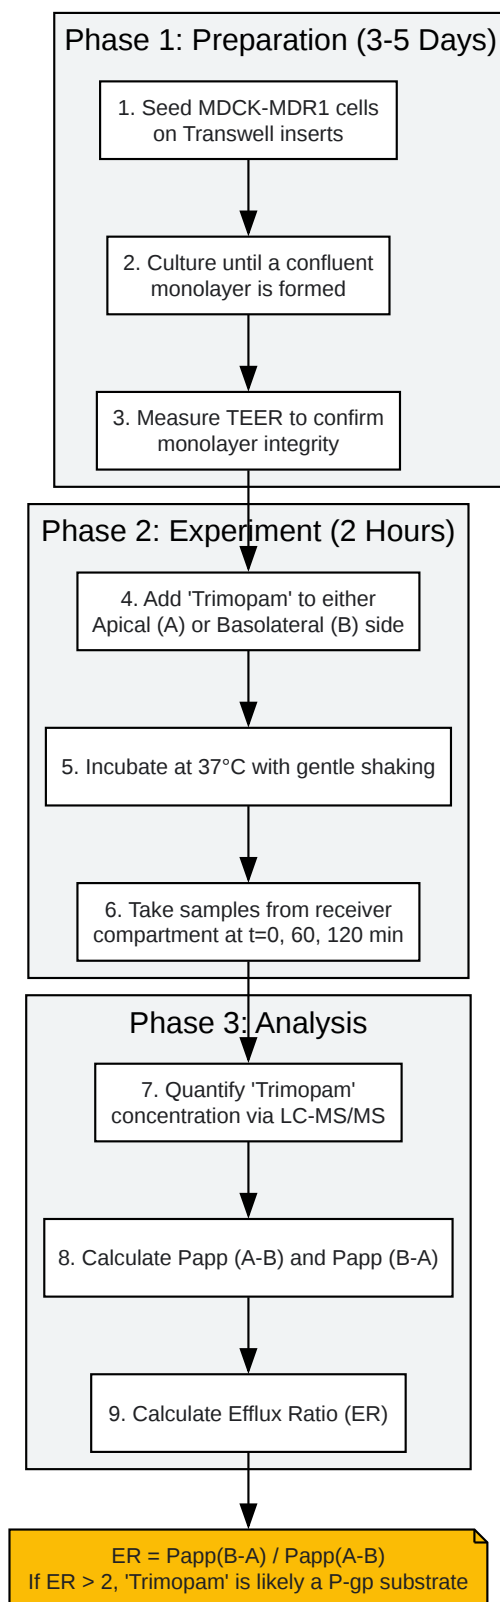 Phase 1: Preparation (3-5 Days)
1. Seed MDCK-MDR1 cells
on Transwell inserts
2. Culture until a confluent
monolayer is formed
3. Measure TEER to confirm
monolayer integrity
Phase 2: Experiment (2 Hours)
4. Add 'Trimopam' to either
Apical (A) or Basolateral (B) side
5. Incubate at 37°C with gentle shaking
6. Take samples from receiver
compartment at t=0, 60, 120 min
Phase 3: Analysis
7. Quantify 'Trimopam'
concentration via LC-MS/MS
8. Calculate Papp (A-B) and Papp (B-A)
9. Calculate Efflux Ratio (ER)
ER = Papp(B-A) / Papp(A-B)
If ER > 2, 'Trimopam' is likely a P-gp substrate